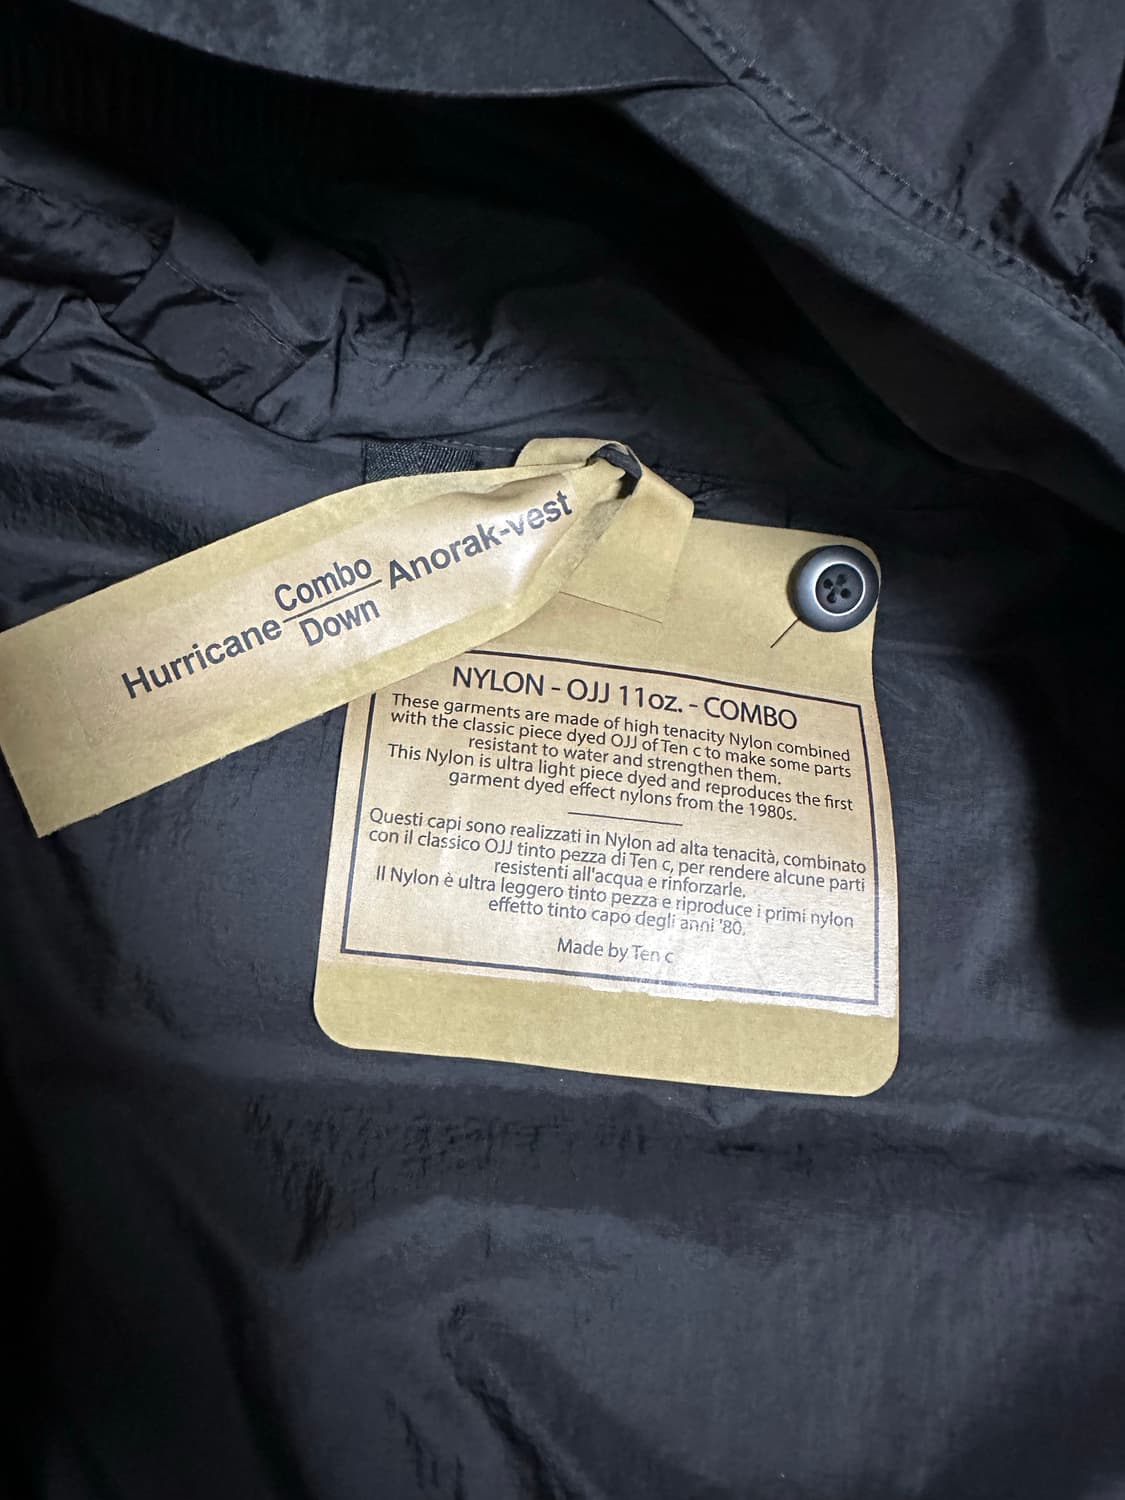 Hurricane Combo Anorak-vest
Down
NYLON - OJJ 11oz. - COMBO
These garments are made of high tenacity Nylon combined
with the classic piece dyed OJJ of Ten c to make some parts
resistant to water and strengthen them.
This Nylon is ultra light piece dyed and reproduces the first
garment dyed effect nylons from the 1980s.
Questi capi sono realizzati in Nylon ad alta tenacità, combinato
con il classico OJJ tinto pezza di Ten c, per rendere alcune parti
resistenti all'acqua e rinforzarle.
Il Nylon è ultra leggero tinto pezza e riproduce i primi nylon
effetto tinto capo degli anni '80.
Made by Ten c